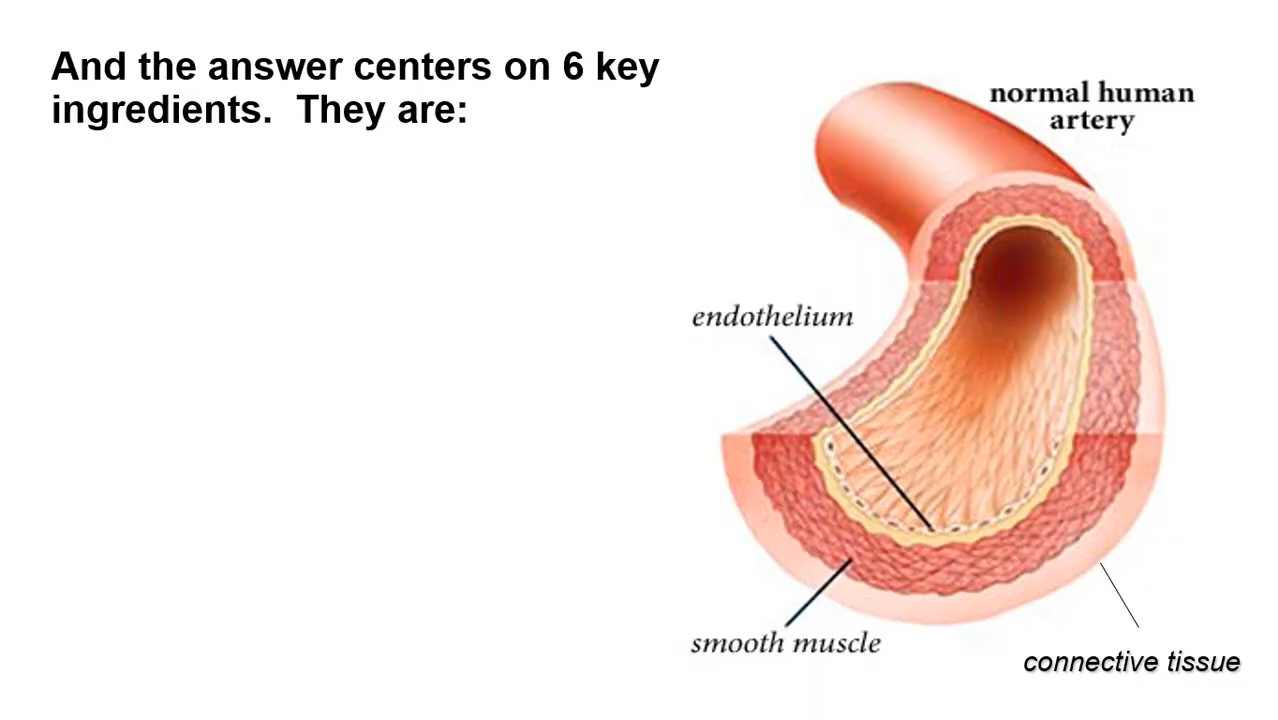 And the answer centers on 6 key
ingredients.  They are:
normal human
artery
endothelium
smooth muscle
connective tissue